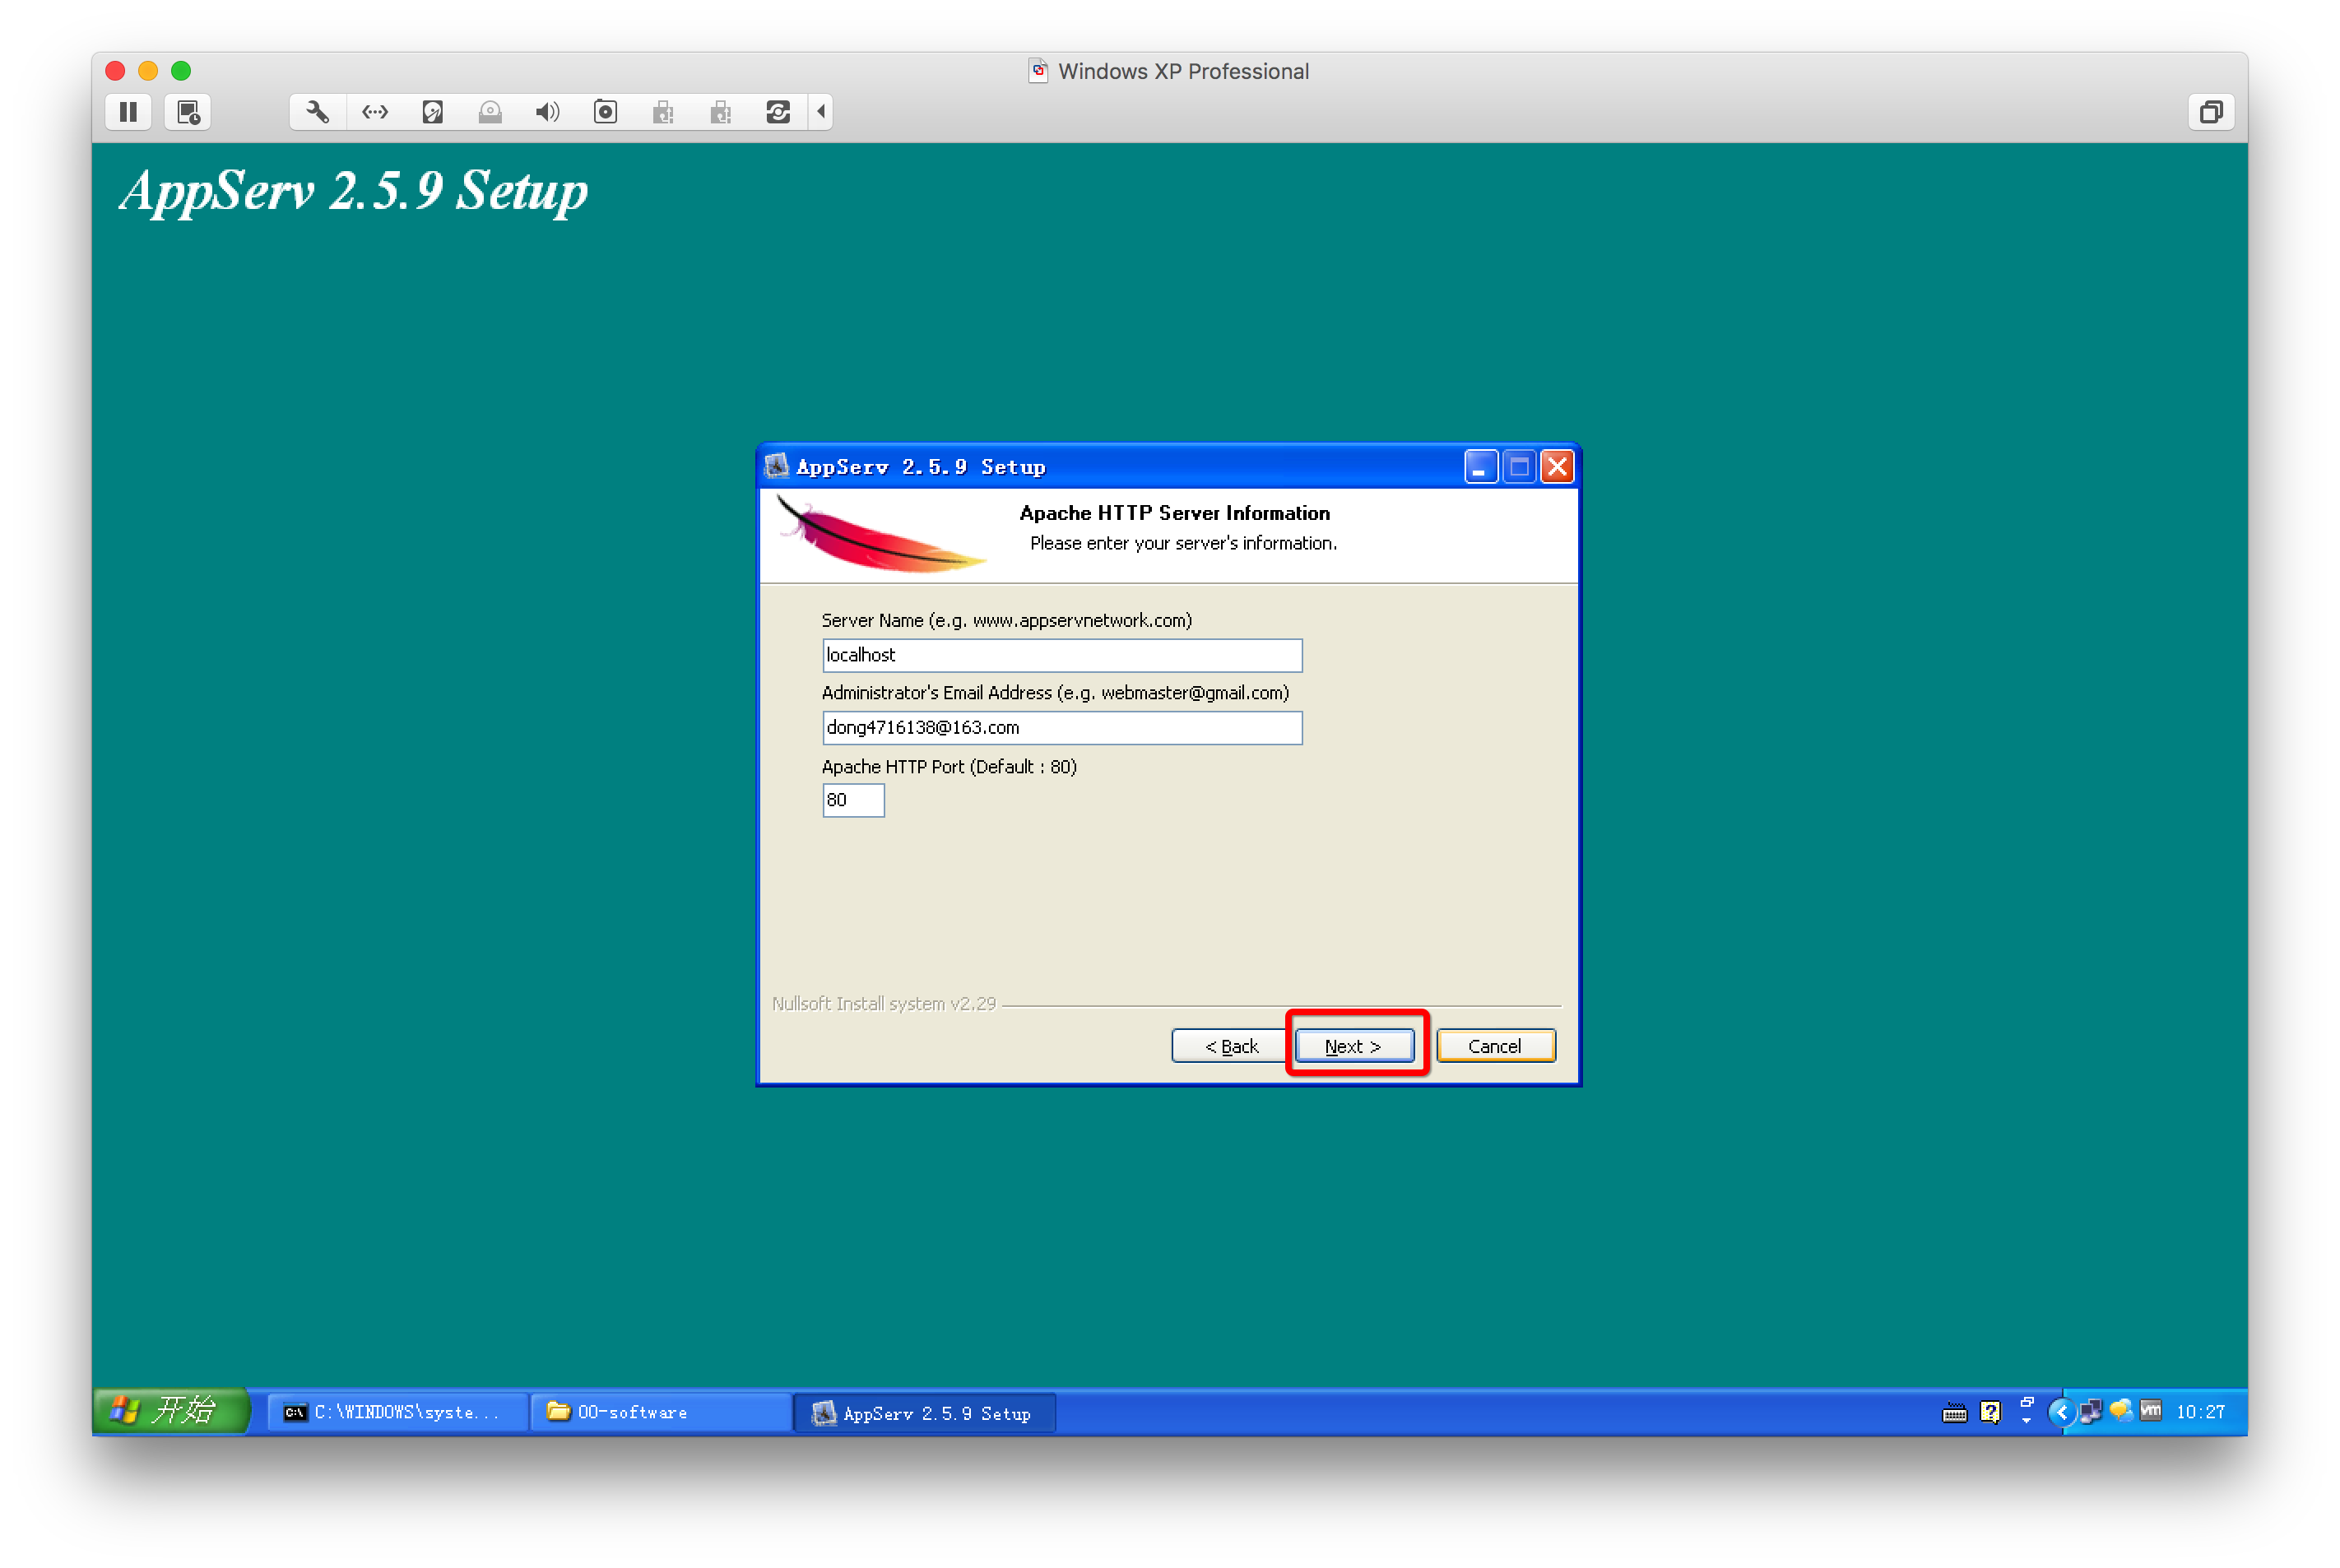 Windows XP Professional
AppServ 2.5.9 Setup
AppServ 2.5.9 Setup
Apache HTTP Server Information
Please enter your server's information.
Server Name (e.g. www.appservnetwork.com)
localhost
Administrator's Email Address (e.g. webmaster@gmail.com)
dong4716138@163.com
Apache HTTP Port (Default : 80)
80
Nullsoft Install system v2.29
< Back
Next >
Cancel
开始
C:\WINDOWS\syste...
00-software
AppServ 2.5.9 Setup
10:27